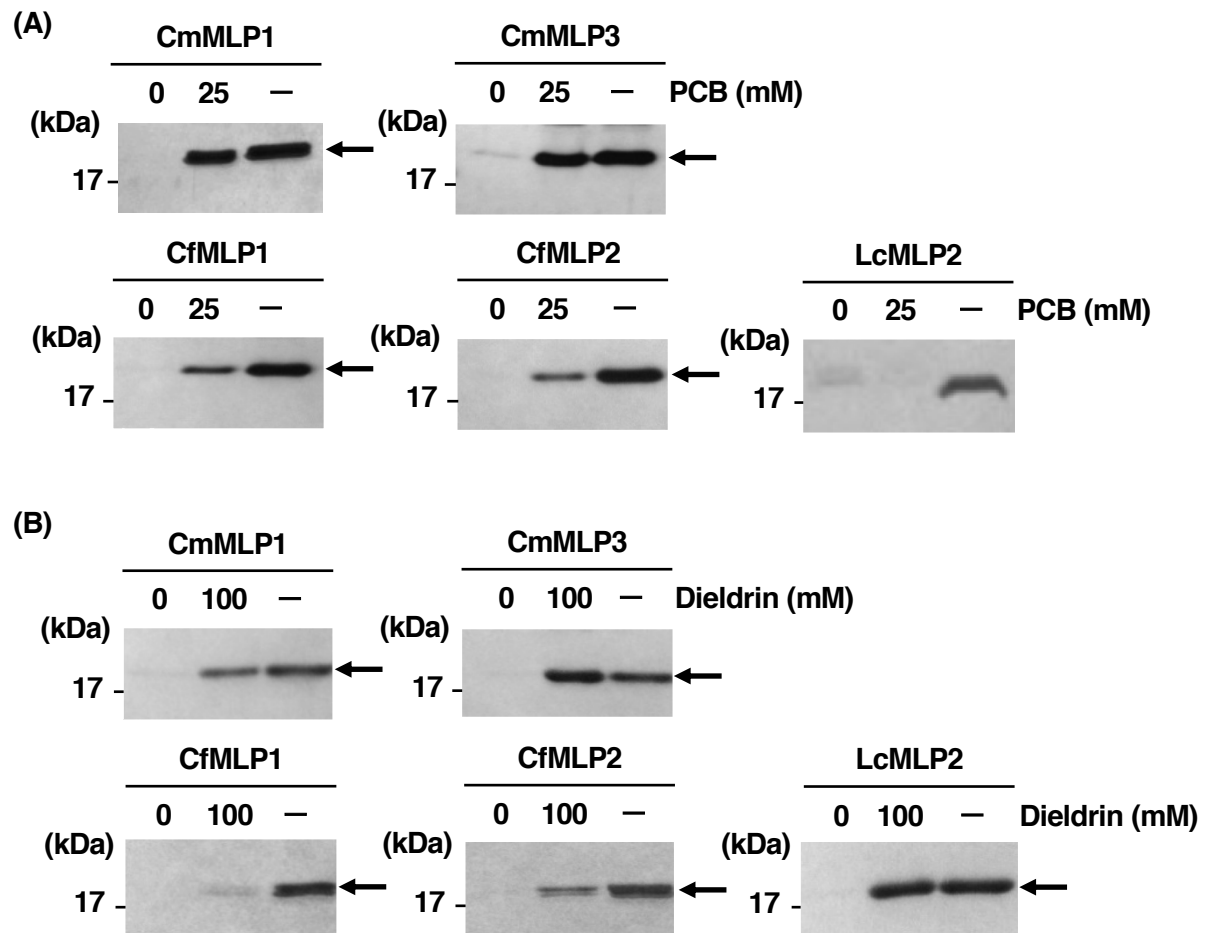 (A)
CmMLP1 CmMLP3
0 25 — 0 25 — PCB (mM)
(kDa) (kDa)
17 17
CfMLP1 CfMLP2 LcMLP2
0 25 — 0 25 — 0 25 — PCB (mM)
(kDa) (kDa) (kDa)
17 17 17
(B)
CmMLP1 CmMLP3
0 100 — 0 100 — Dieldrin (mM)
(kDa) (kDa)
17 17
CfMLP1 CfMLP2 LcMLP2
0 100 — 0 100 — 0 100 — Dieldrin (mM)
(kDa) (kDa) (kDa)
17 17 17